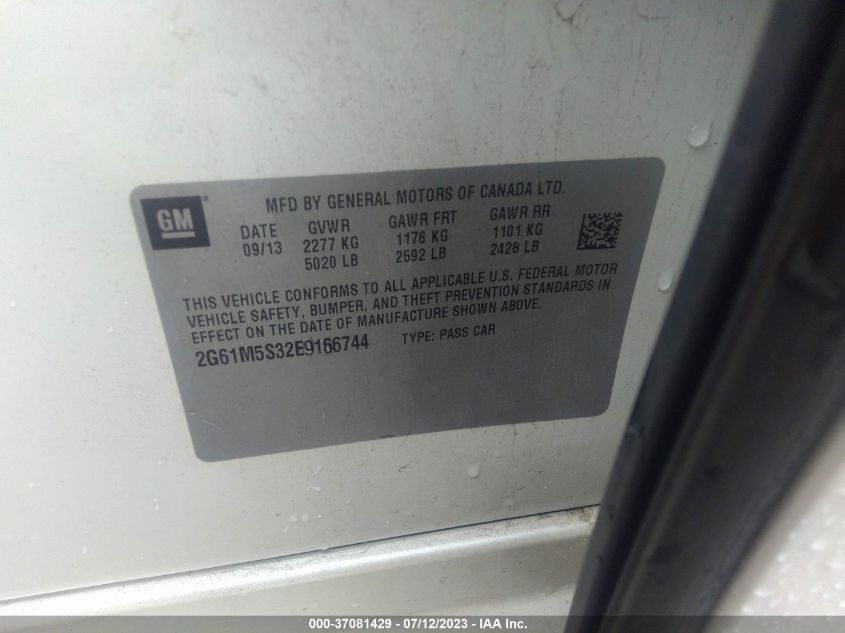 GM
MFD BY GENERAL MOTORS OF CANADA LTD.
DATE GVWR GAWR FRT GAWR RR
09/13 2277 KG 1176 KG 1101 KG
5020 LB 2592 LB 2428 LB
THIS VEHICLE CONFORMS TO ALL APPLICABLE U.S. FEDERAL MOTOR
VEHICLE SAFETY, BUMPER, AND THEFT PREVENTION STANDARDS IN
EFFECT ON THE DATE OF MANUFACTURE SHOWN ABOVE.
2G61M5S32E9166744 TYPE: PASS CAR
000-37081429 - 07/12/2023 - IAA Inc.